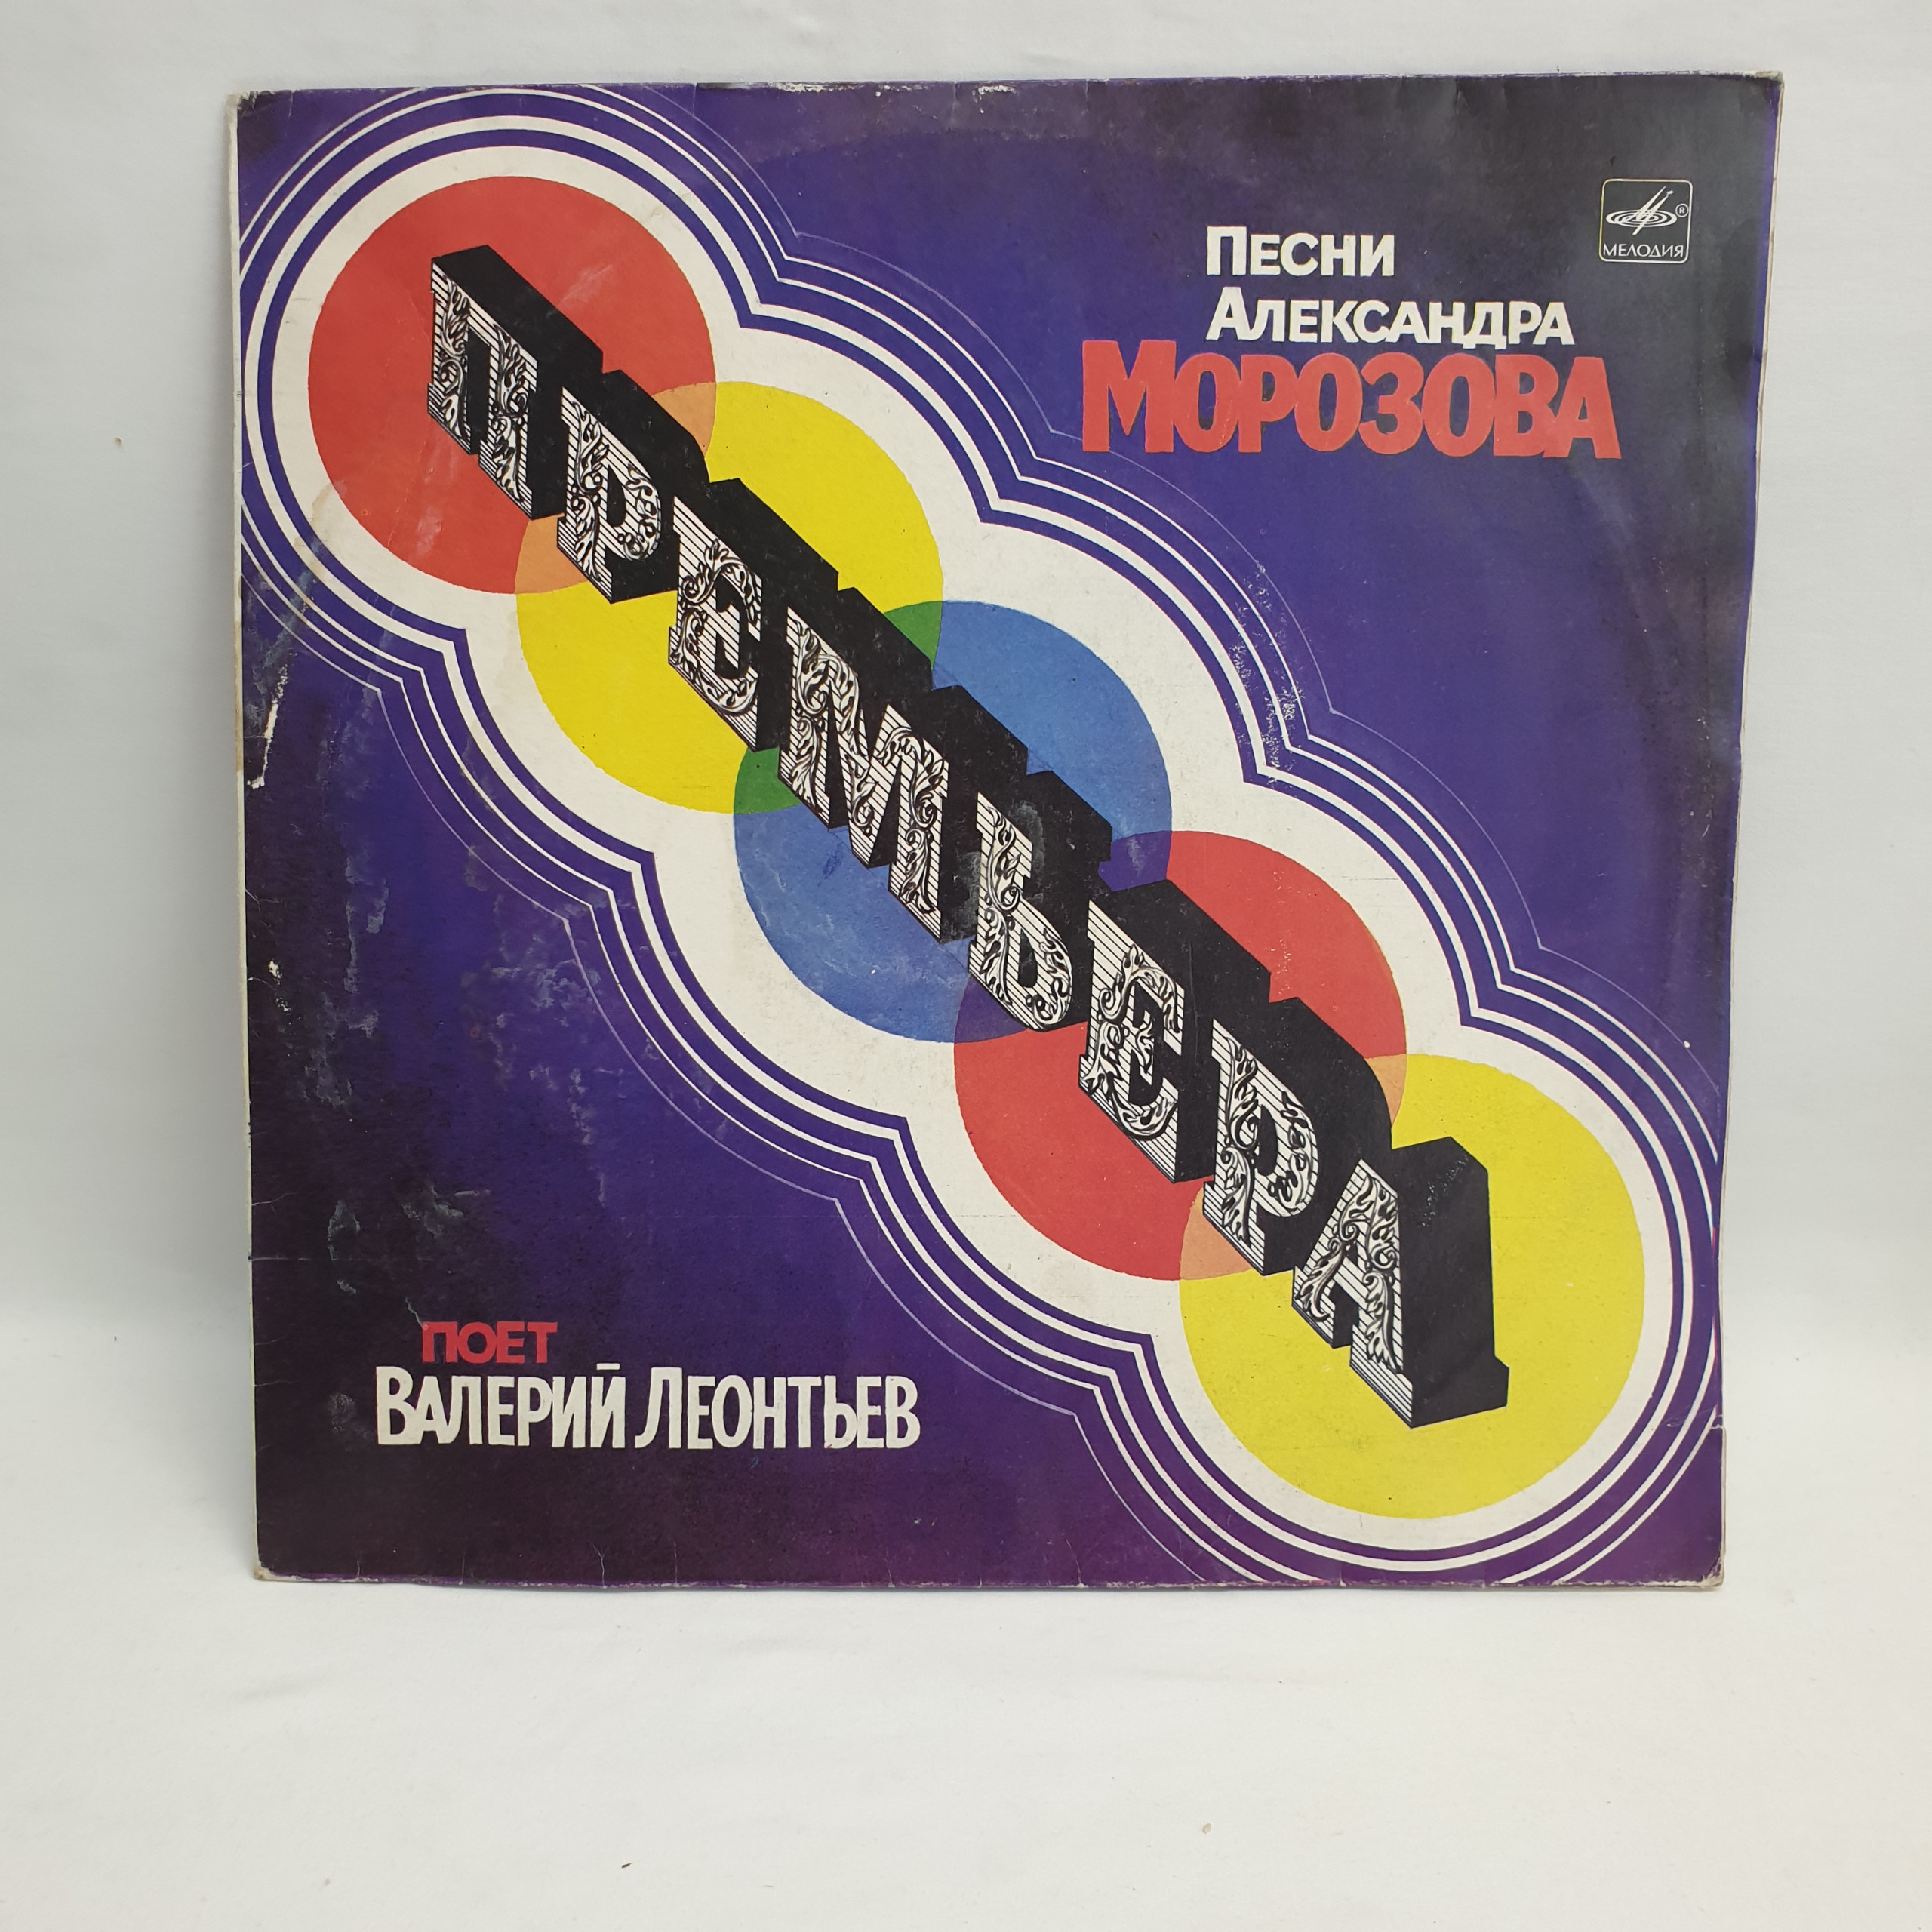 МЕЛОДИЯ ®
ПЕСНИ
АЛЕКСАНДРА
МОРОЗОВА
ПРЕМЬЕРА
ПОЕТ
ВАЛЕРИЙ ЛЕОНТЬЕВ